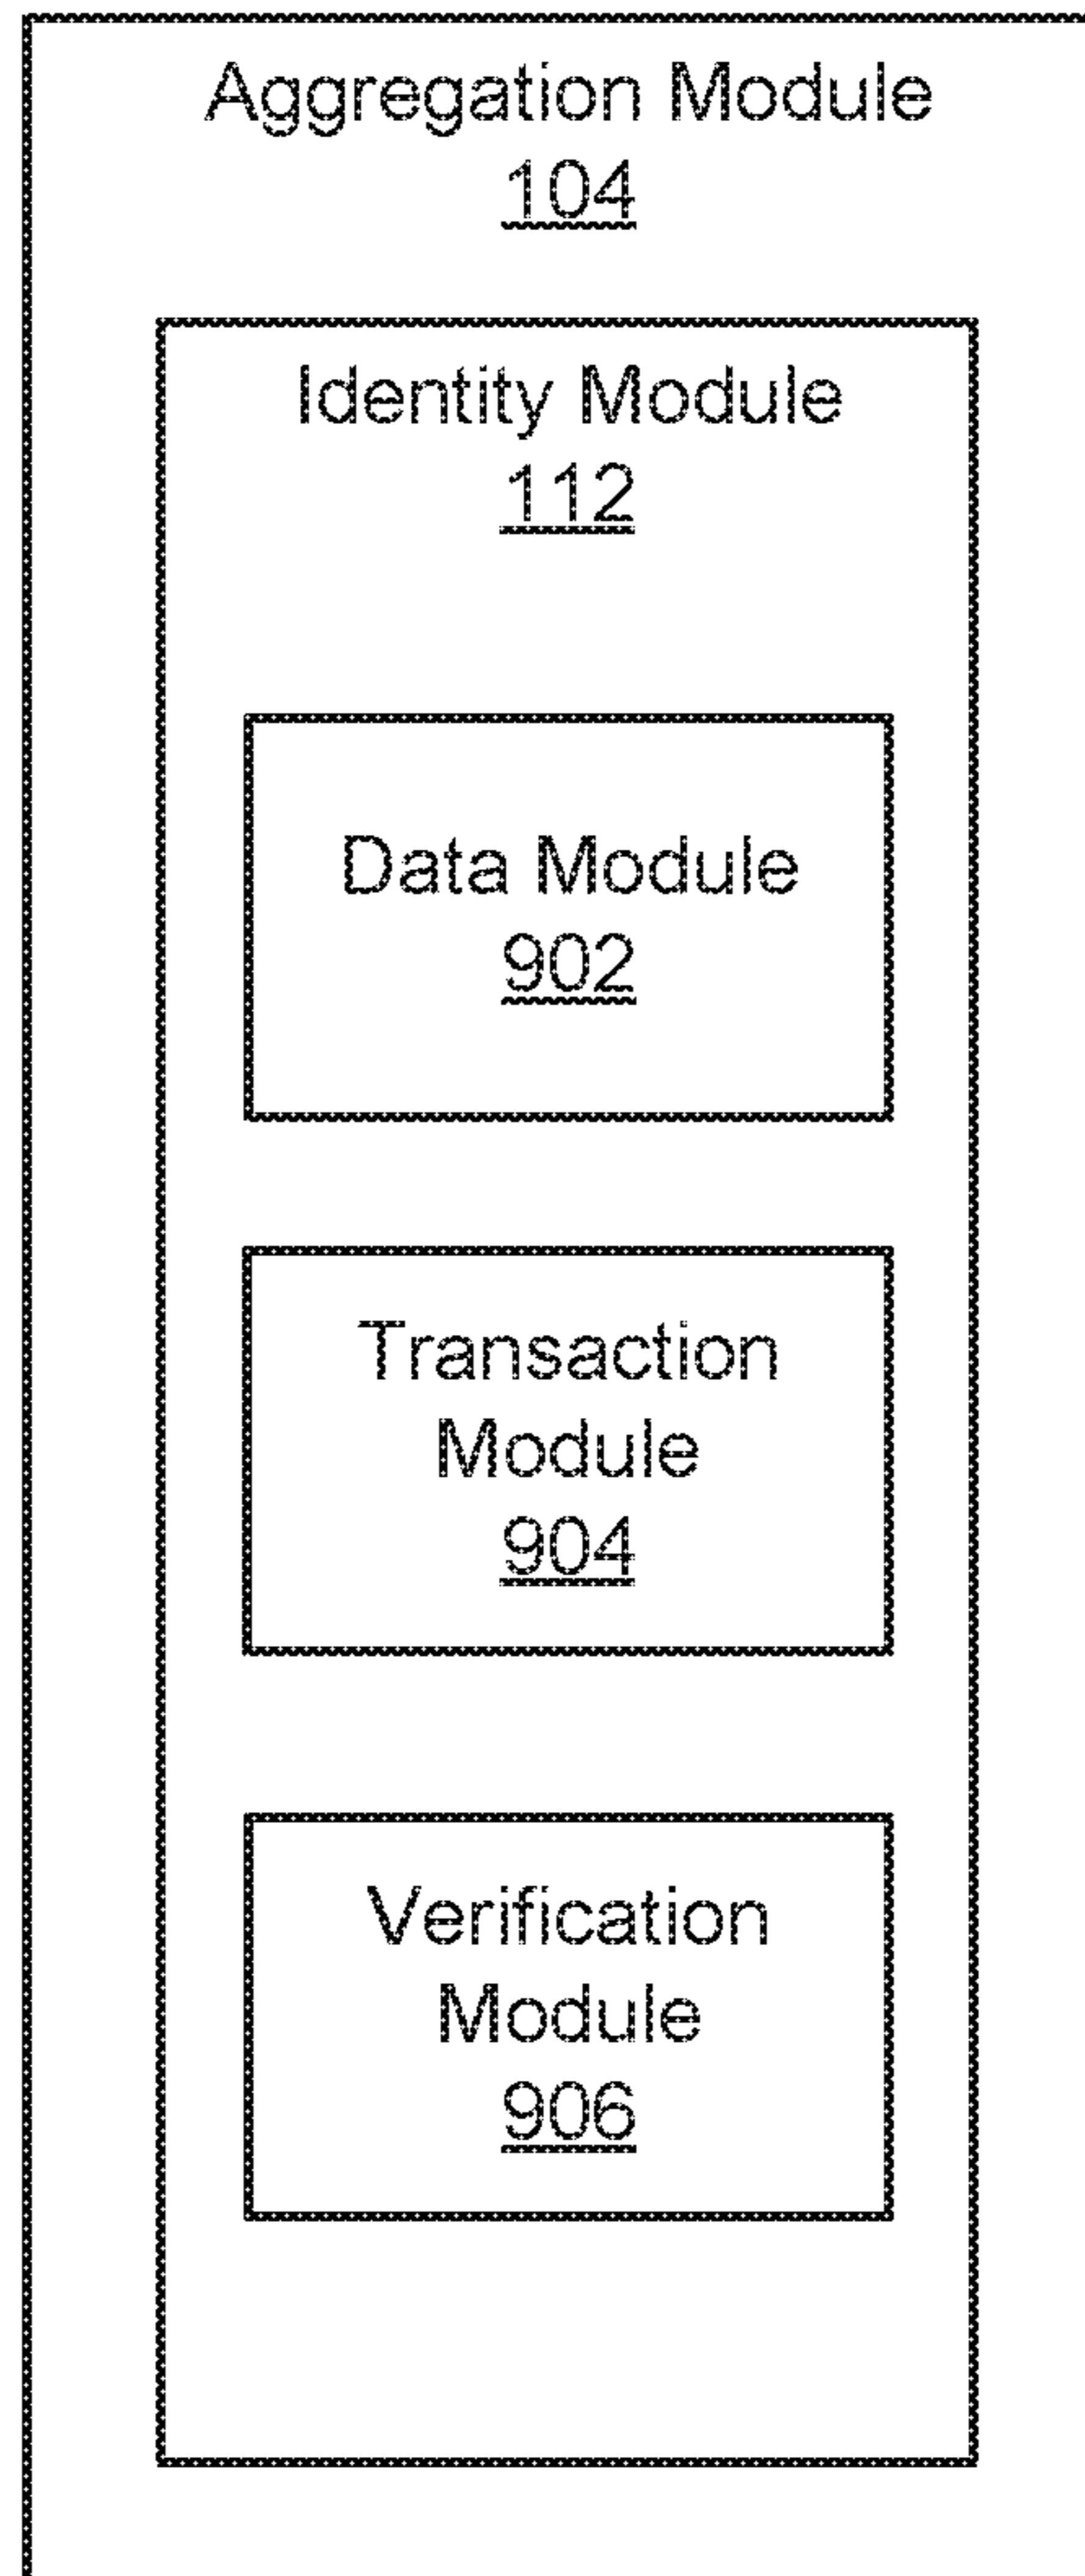 Aggregation Module
104
Identity Module
112
Data Module
902
Transaction
Module
904
Verification
Module
906